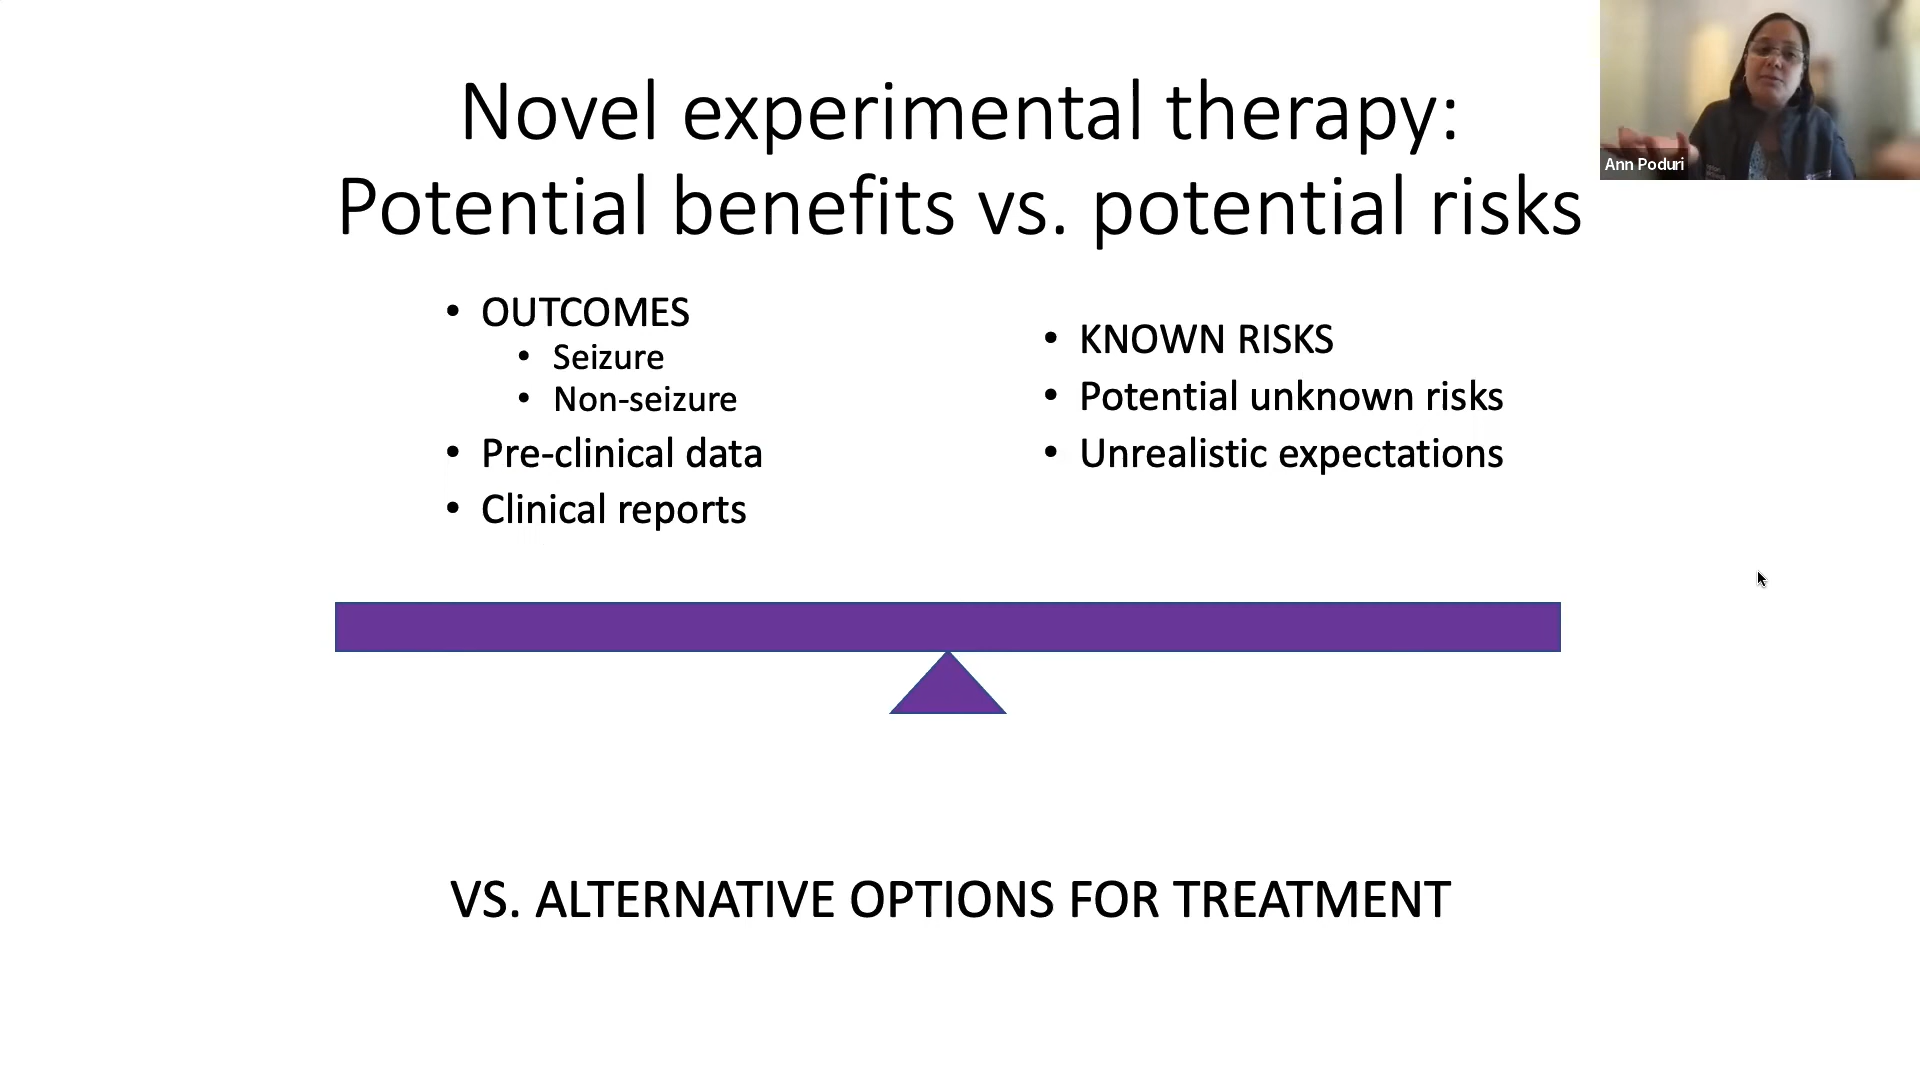 Novel experimental therapy:
Potential benefits vs. potential risks
• OUTCOMES
• Seizure
• Non-seizure
• Pre-clinical data
• Clinical reports
• KNOWN RISKS
• Potential unknown risks
• Unrealistic expectations
VS. ALTERNATIVE OPTIONS FOR TREATMENT
Ann Poduri